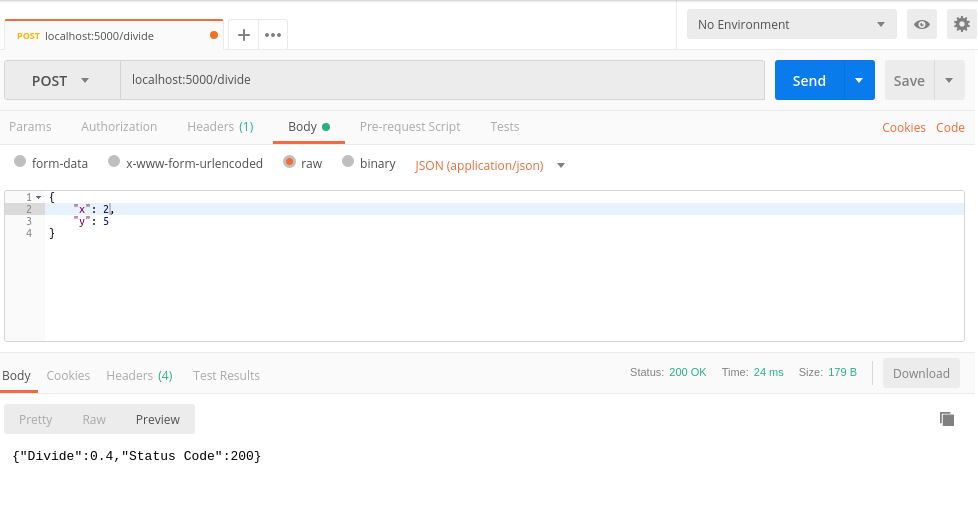 POST localhost:5000/divide
No Environment
POST localhost:5000/divide Send Save
Params Authorization Headers (1) Body Pre-request Script Tests Cookies Code
form-data x-www-form-urlencoded raw binary JSON (application/json)
1 {
2 "x": 2,
3 "y": 5
4 }
Body Cookies Headers (4) Test Results Status: 200 OK Time: 24 ms Size: 179 B Download
Pretty Raw Preview
{"Divide":0.4,"Status Code":200}